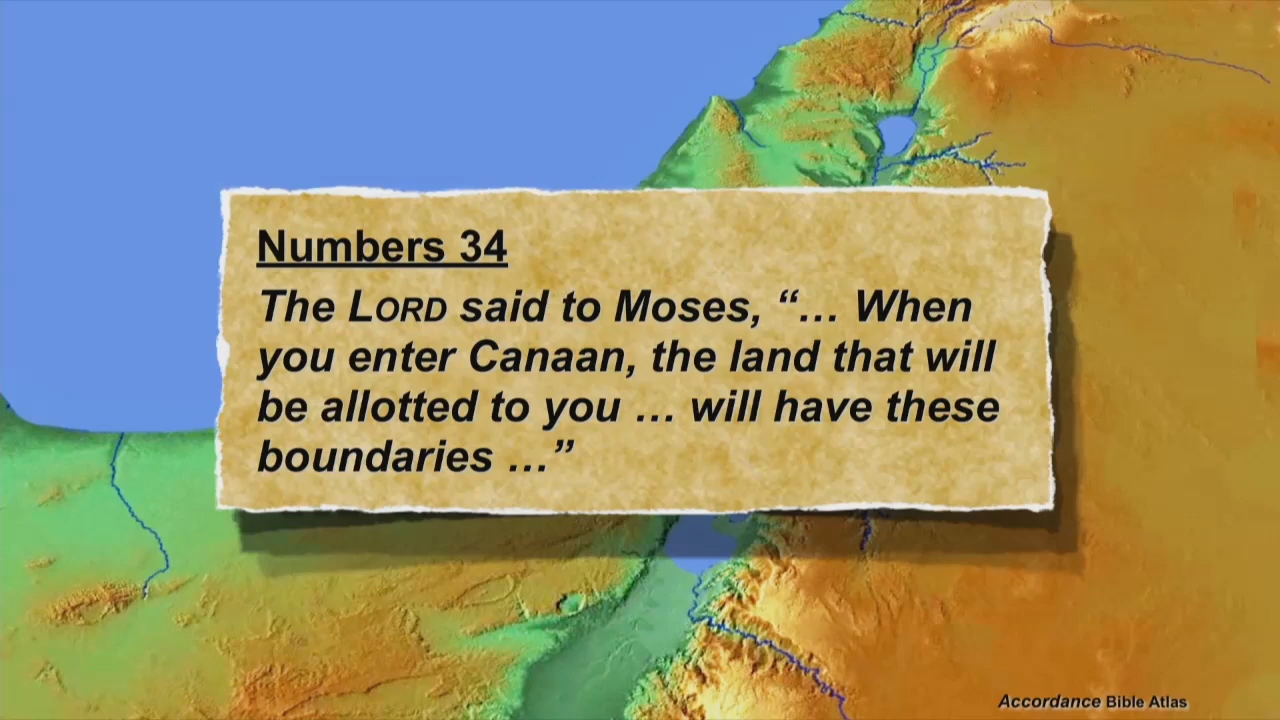 Numbers 34
The LORD said to Moses, “… When
you enter Canaan, the land that will
be allotted to you … will have these
boundaries …”
Accordance Bible Atlas